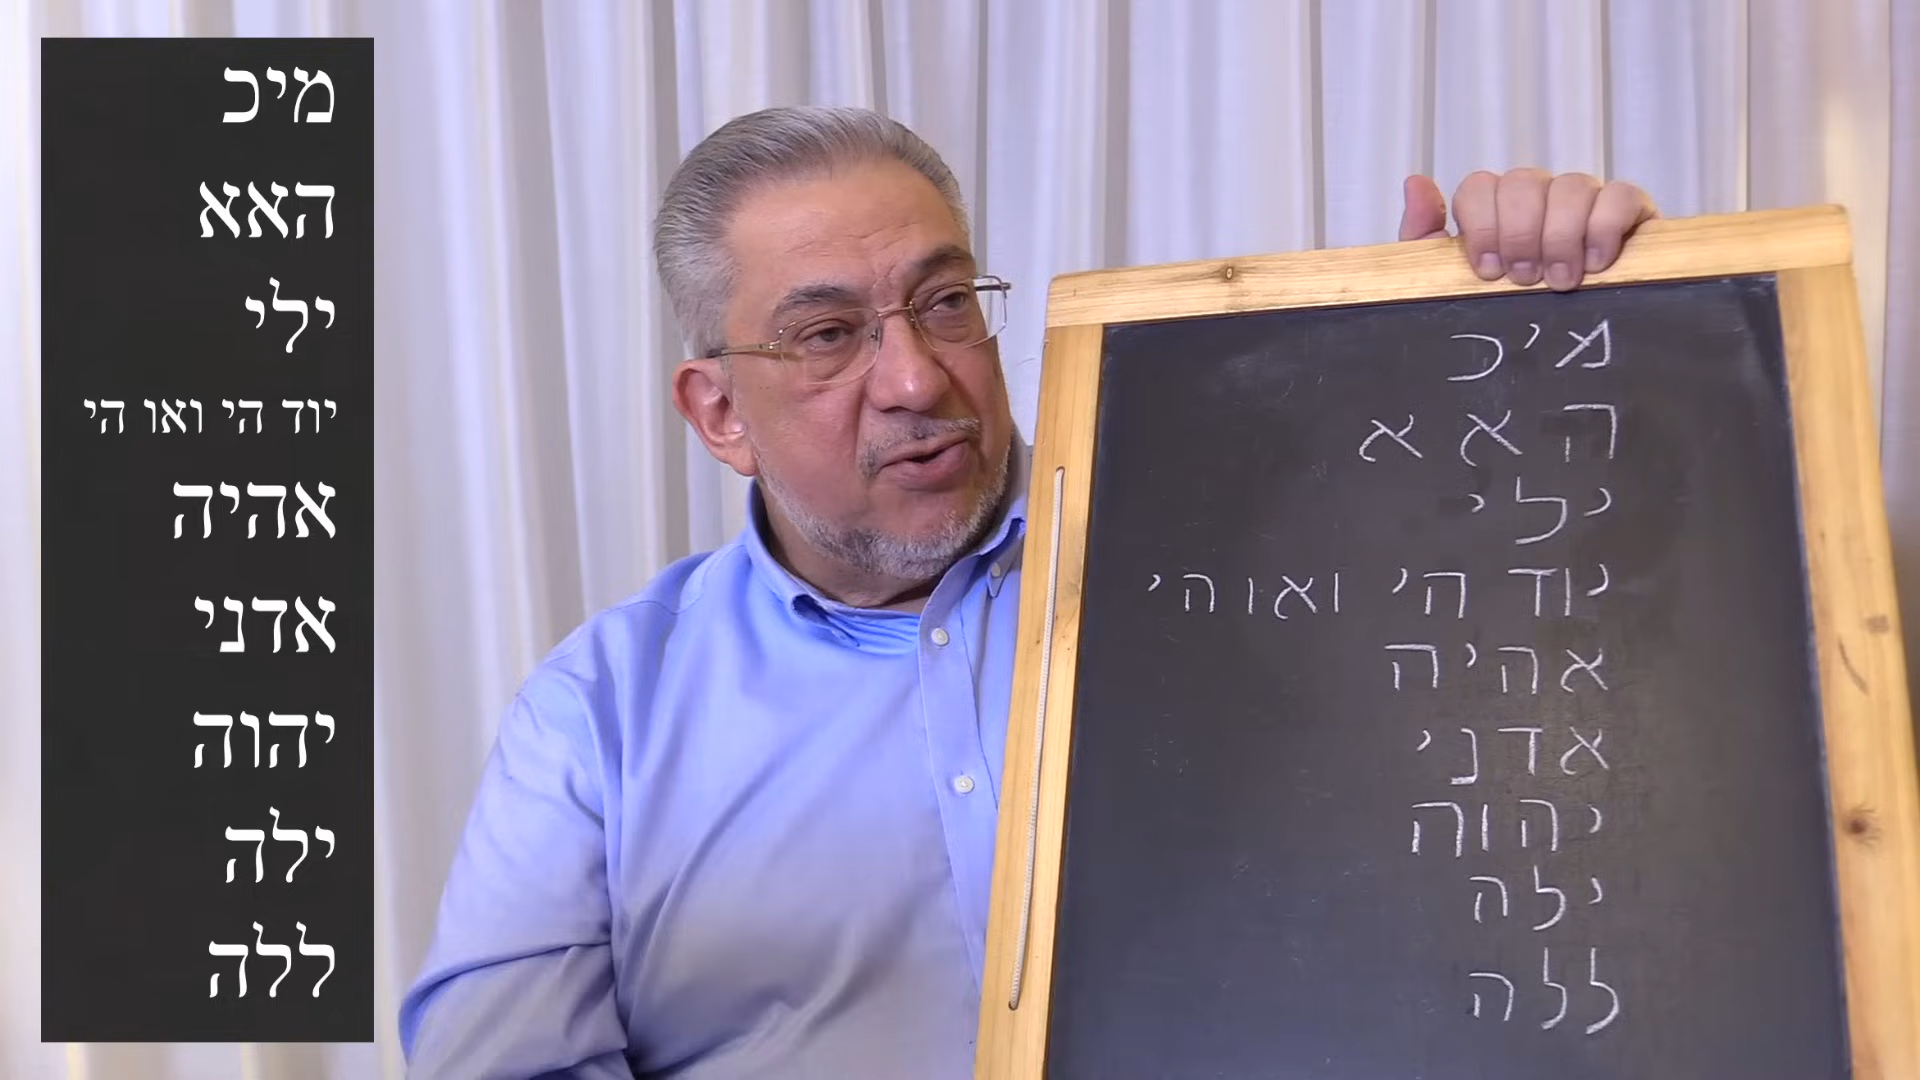 מיכ
האא
ילי
יוד הי ואו הי
אהיה
אדני
יהוה
ילה
ללה
מיכ
האא
ילי
יוד הי ואו הי
אהיה
אדני
יהוה
ילה
ללה